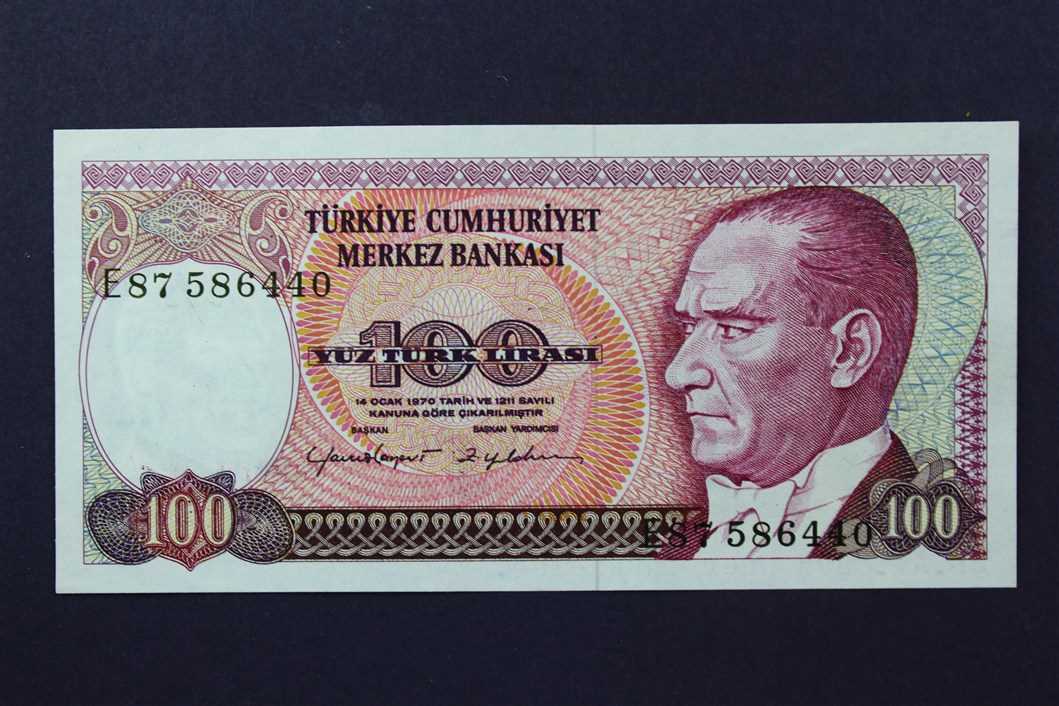 TÜRKİYE CUMHURİYET
MERKEZ BANKASI
E87 586440
100
YÜZ TÜRK LİRASI
14 OCAK 1970 TARİH VE 1211 SAYILI
KANUNA GÖRE ÇIKARILMIŞTIR
BAŞKAN BAŞKAN YARDIMCISI
100
E87 586440
100